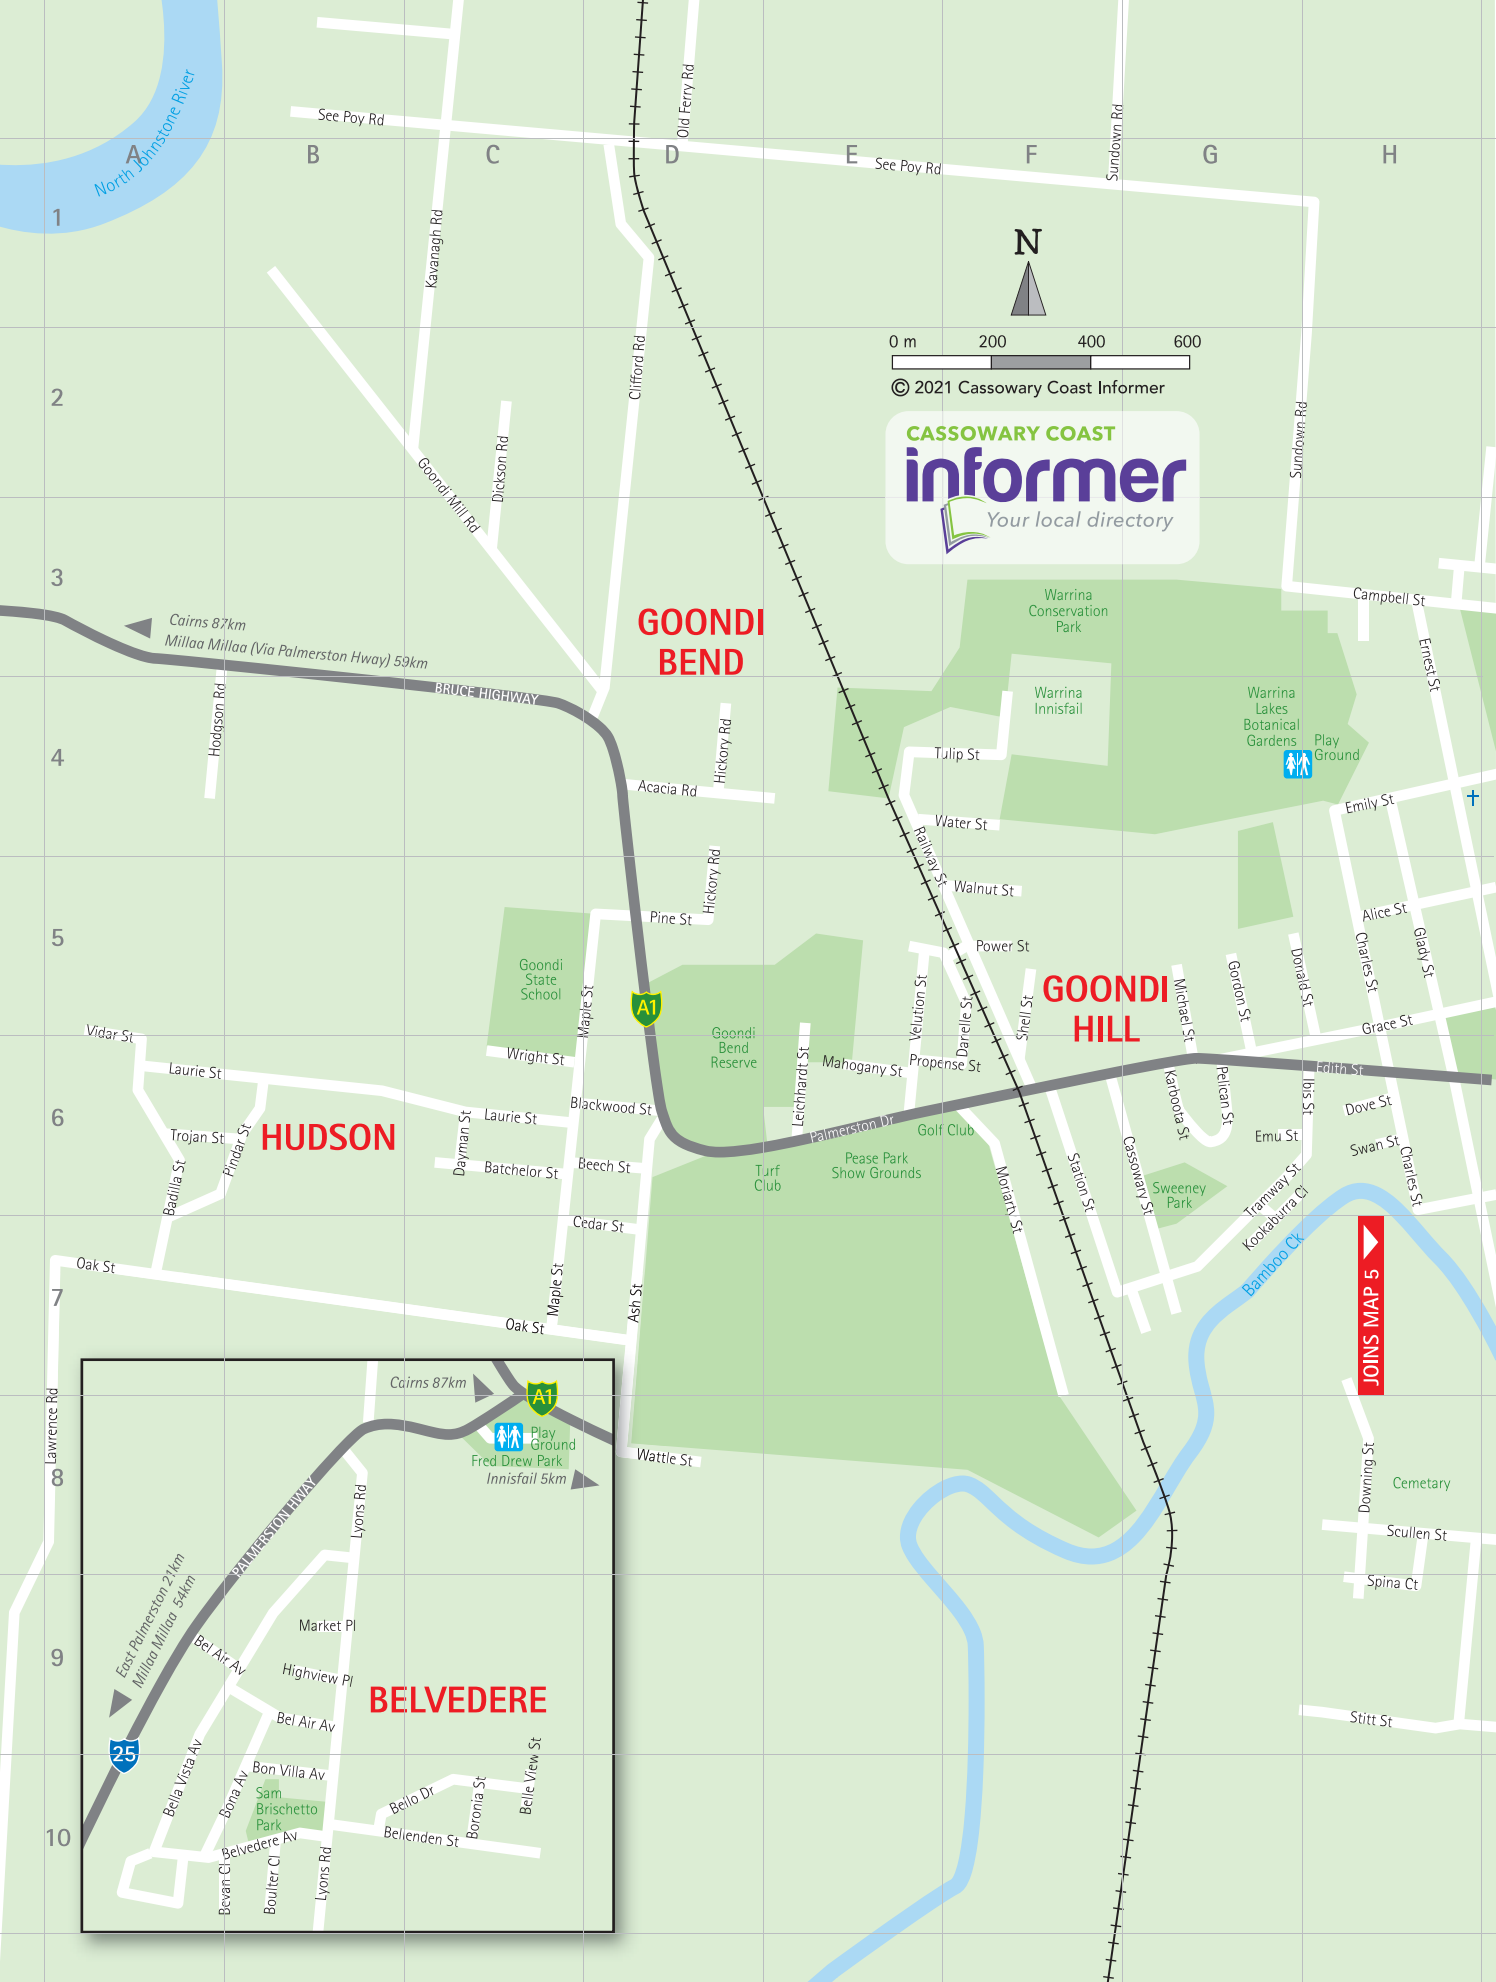 North Johnstone River
See Poy Rd
Old Ferry Rd
Sundown Rd
A
B
C
D
E
F
G
H
See Poy Rd
1
Kavanagh Rd
N
0 m 200 400 600
© 2021 Cassowary Coast Informer
CASSOWARY COAST
informer
Your local directory
Clifford Rd
2
Sundown Rd
Dickson Rd
Goondi Mill Rd
3
GOONDI
BEND
Cairns 87km
Millaa Millaa (Via Palmerston Hway) 59km
BRUCE HIGHWAY
Warrina
Conservation
Park
Campbell St
Ernest St
Warrina
Innisfail
Warrina
Lakes
Botanical
Gardens
Play
Ground
Hodgson Rd
Hickory Rd
4
Tulip St
Acacia Rd
Emily St
Water St
Railway St
Hickory Rd
Walnut St
Pine St
Alice St
5
Power St
Charles St
Glady St
Goondi
State
School
Maple St
A1
Velution St
Danelle St
Shell St
GOONDI
HILL
Michael St
Gordon St
Donald St
Grace St
Vidar St
Goondi
Bend
Reserve
Wright St
Laurie St
Leichhardt St
Mahogany St
Propense St
Edith St
Karboota St
Pelican St
Ibis St
Dove St
6
Laurie St
Blackwood St
Dayman St
Palmerston Dr
Golf Club
Trojan St
Pindar St
HUDSON
Badilla St
Batchelor St
Beech St
Turf
Club
Pease Park
Show Grounds
Moriarty St
Station St
Cassowary St
Sweeney
Park
Emu St
Swan St
Charles St
Tramway St
Kookaburra Cl
Bamboo Ck
Cedar St
Oak St
7
Maple St
Ash St
Oak St
JOINS MAP 5
Lawrence Rd
Cairns 87km
A1
Play
Ground
Fred Drew Park
Innisfail 5km
Wattle St
8
Downing St
Cemetary
Scullen St
Spina Ct
PALMERSTON HWAY
Lyons Rd
East Palmerston 21km
Millaa Millaa 54km
Market Pl
9
Bel Air Av
Highview Pl
BELVEDERE
Bel Air Av
Stitt St
25
Bella Vista Av
Bona Av
Bon Villa Av
Sam
Brischetto
Park
Beilo Dr
Boronia St
Belle View St
10
Bellenden St
Belvedere Av
Bevan Cl
Boulter Cl
Lyons Rd